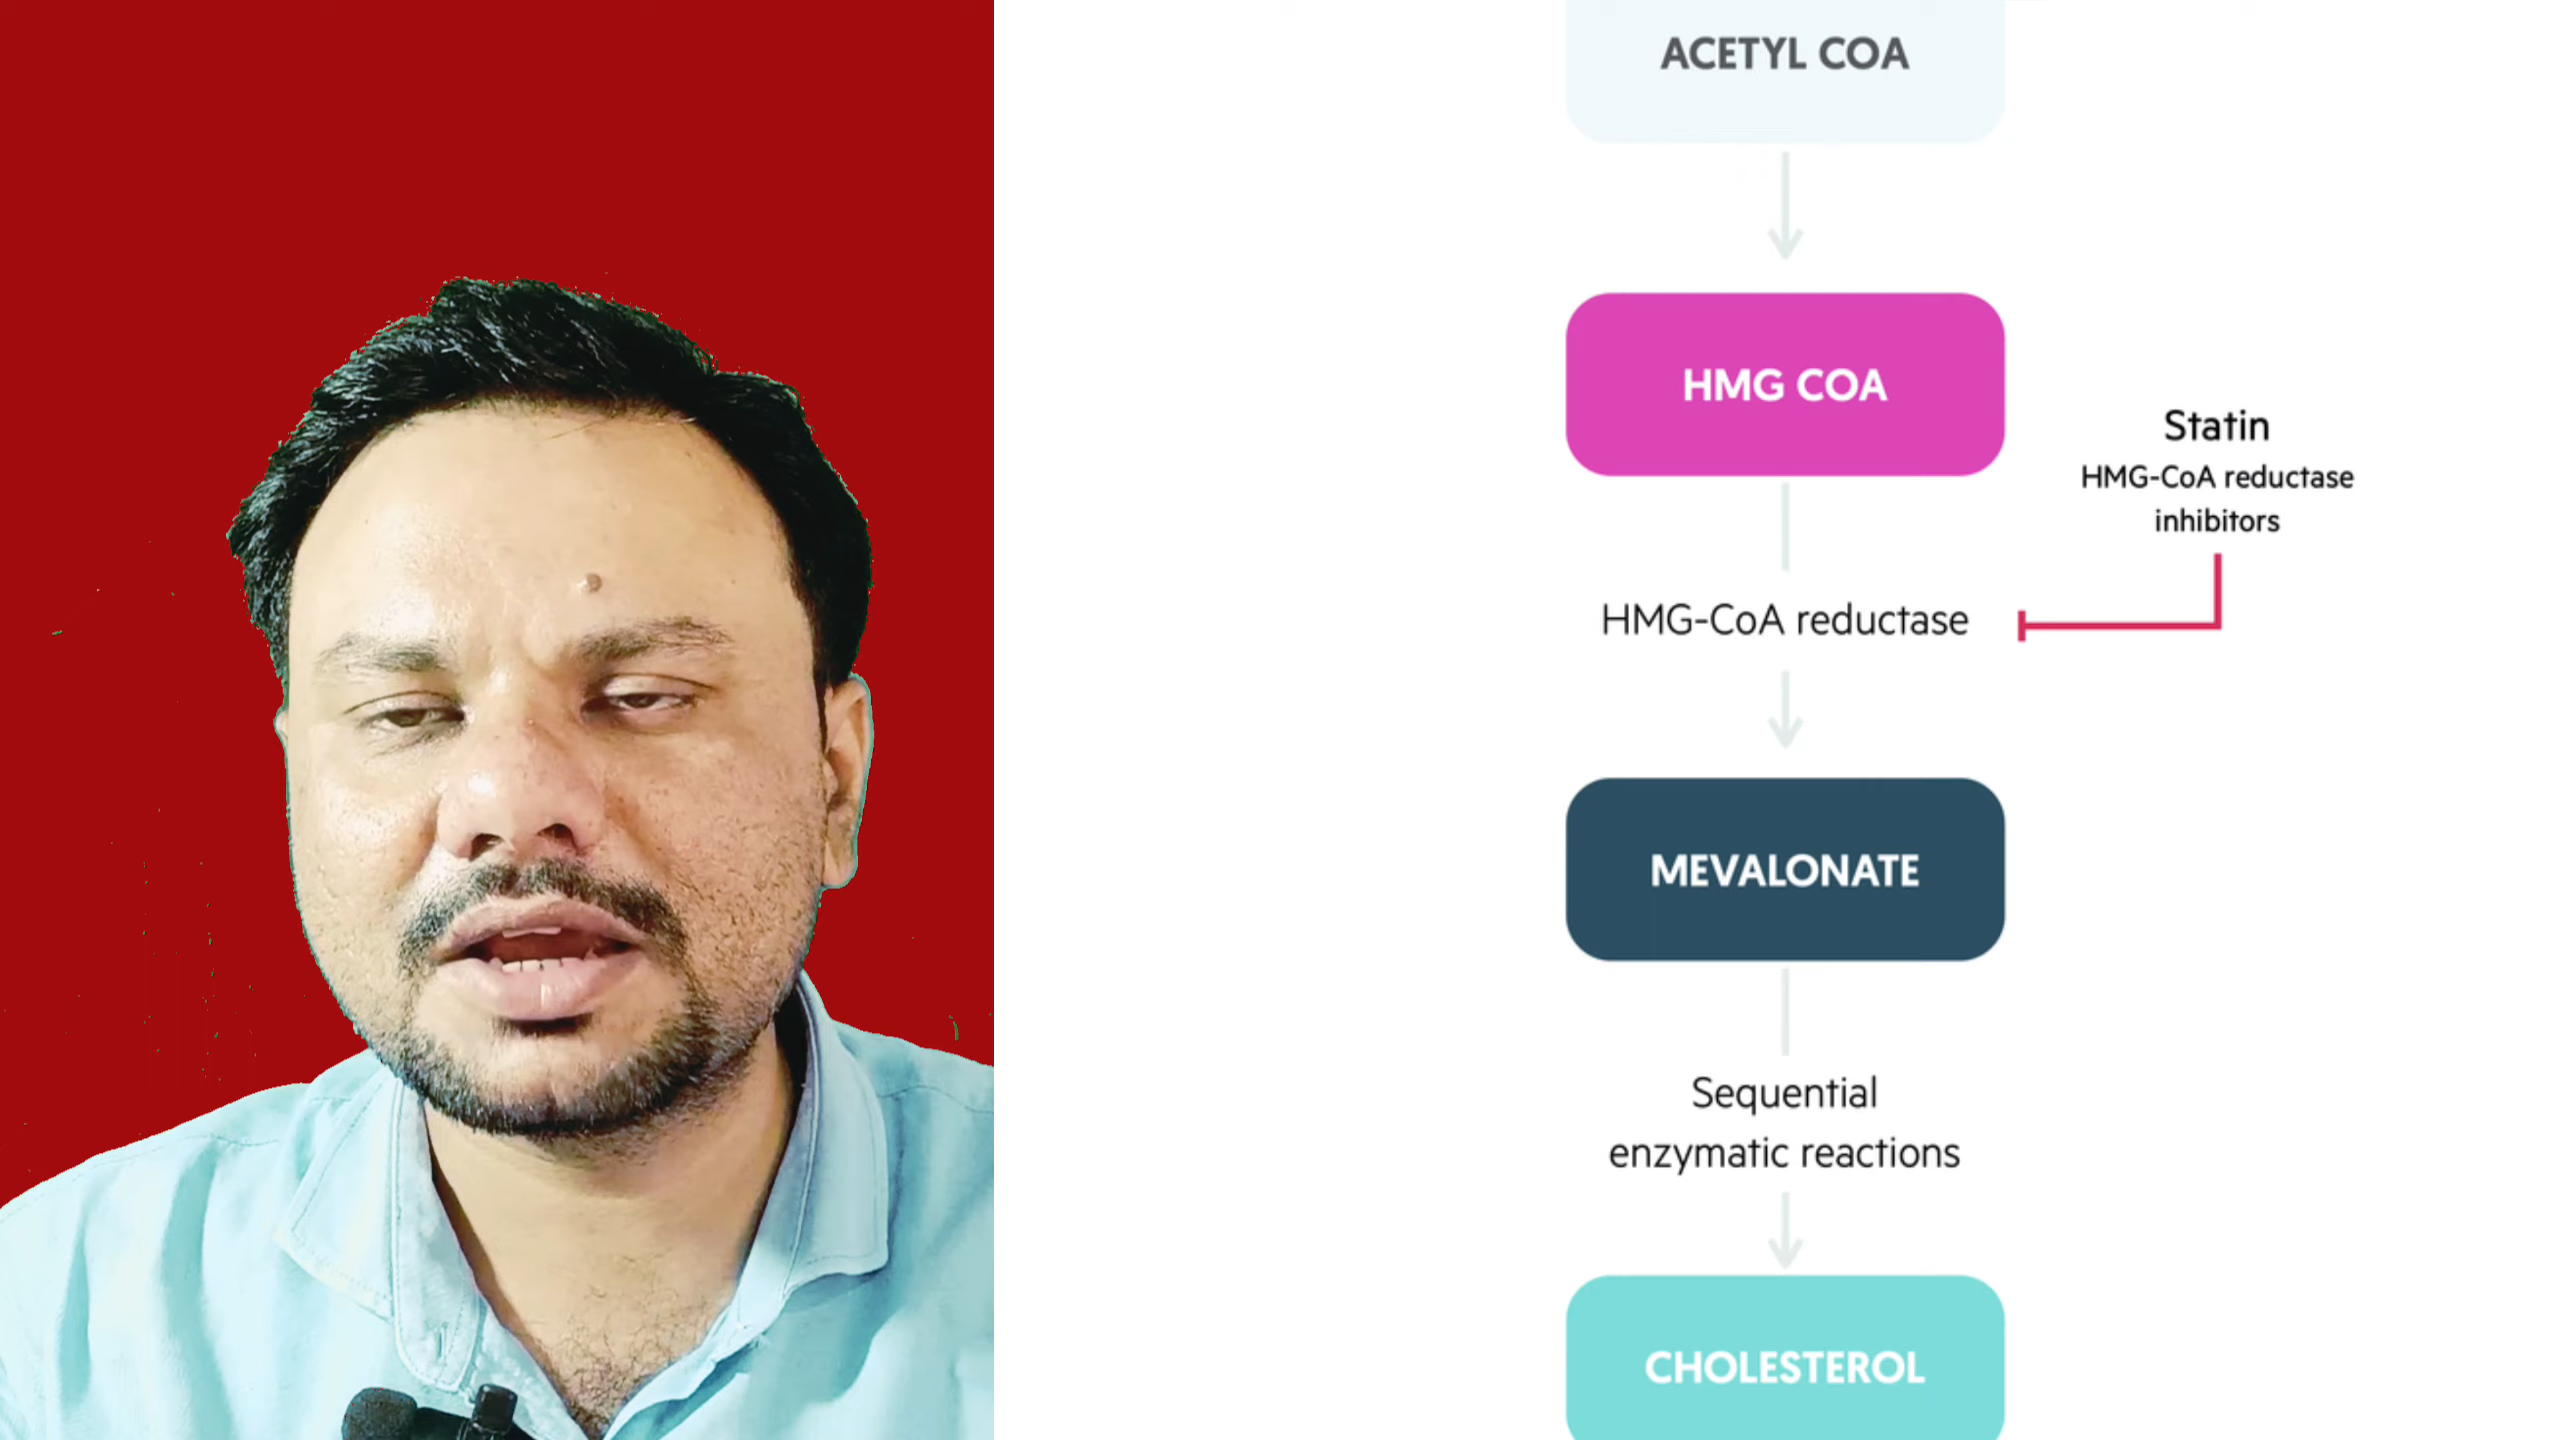 ACETYL COA
HMG COA
Statin
HMG-CoA reductase
inhibitors
HMG-CoA reductase
MEVALONATE
Sequential
enzymatic reactions
CHOLESTEROL